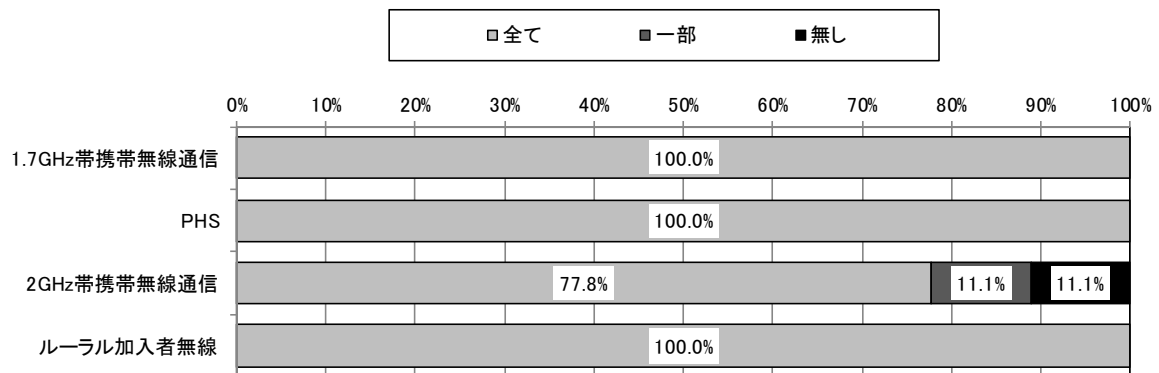 全て 一部 無し
0% 10% 20% 30% 40% 50% 60% 70% 80% 90% 100%
1.7GHz帯携帯無線通信 100.0%
PHS 100.0%
2GHz帯携帯無線通信 77.8% 11.1% 11.1%
ルーラル加入者無線 100.0%